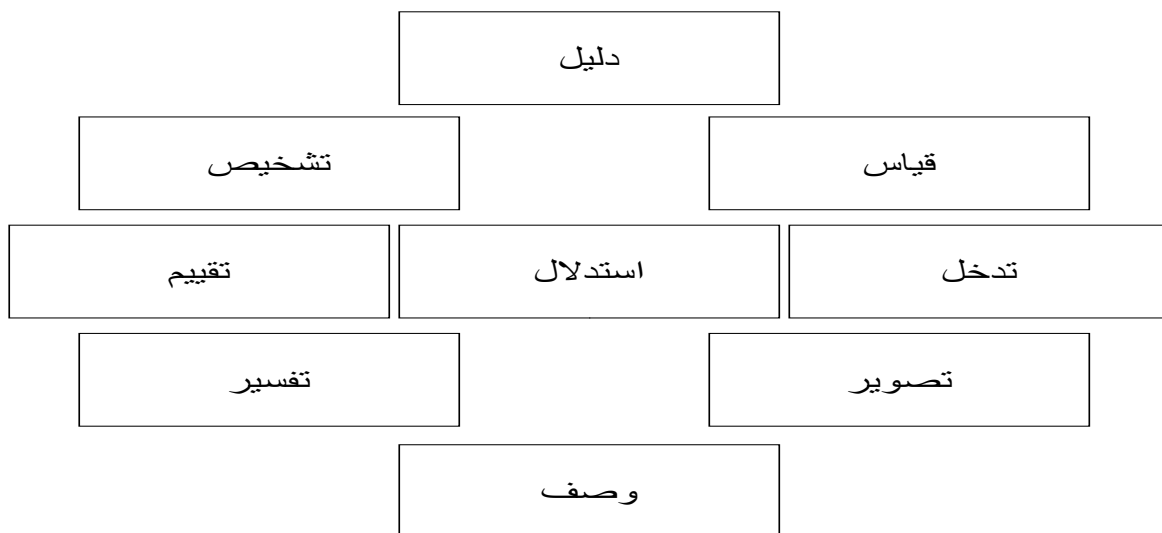 دليل
قياس
تشخيص
تدخل
استدلال
تقييم
تصوير
تفسير
وصف